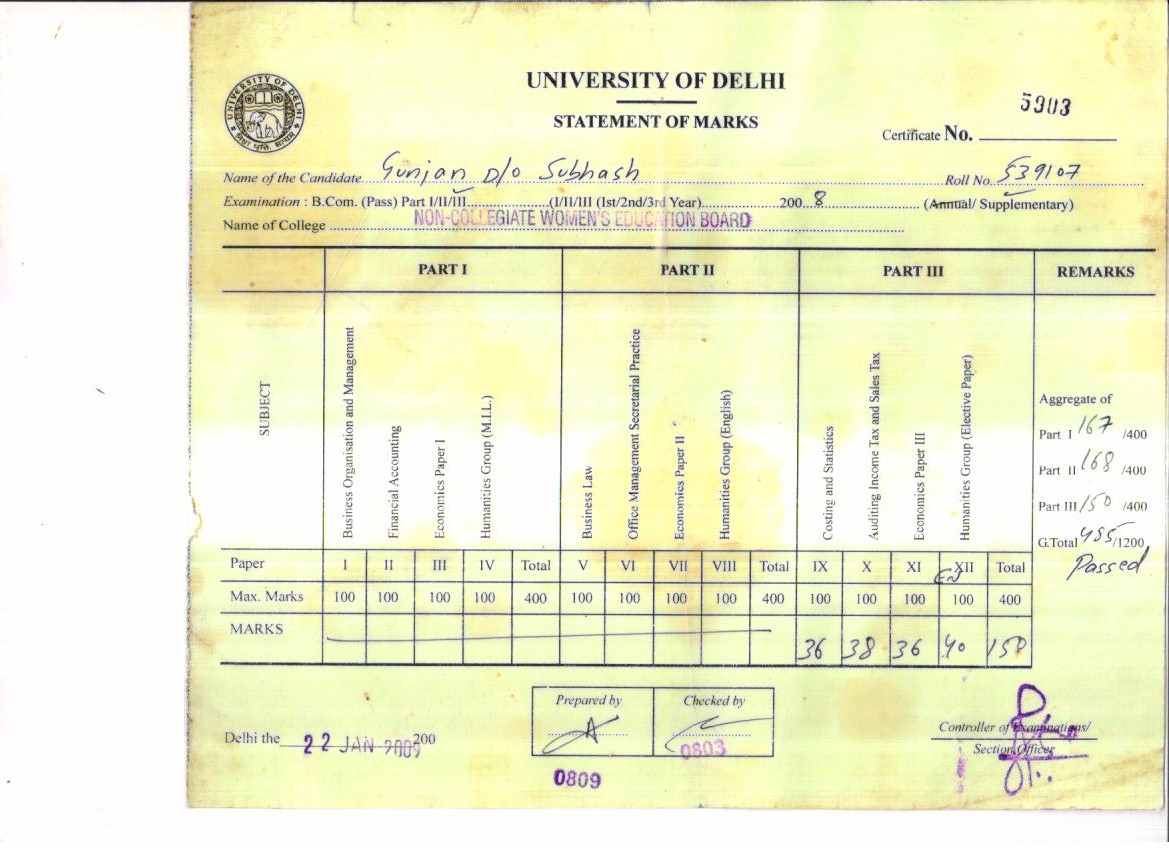 UNIVERSITY OF DELHI
STATEMENT OF MARKS
5903
Certificate No.
UNIVERSITY OF DELHI
Name of the Candidate Gunjan D/o Subhash Roll No. 539107
Examination : B.Com. (Pass) Part I/II/III (I/II/III (1st/2nd/3rd Year) 2008 (Annual/ Supplementary)
Name of College NON-COLLEGIATE WOMEN'S EDUCATION BOARD
PART I PART II PART III REMARKS
SUBJECT
Business Organisation and Management
Financial Accounting
Economics Paper I
Humanities Group (M.I.L.)
Business Law
Office Management Secretarial Practice
Economics Paper II
Humanities Group (English)
Costing and Statistics
Auditing Income Tax and Sales Tax
Economics Paper III
Humanities Group (Elective Paper)
Aggregate of
Part I 167 /400
Part II 168 /400
Part III 150 /400
G.Total 485/1200
Passed
Paper I II III IV Total V VI VII VIII Total IX X XI XII Total
Max. Marks 100 100 100 100 400 100 100 100 100 400 100 100 100 100 400
MARKS 36 38 36 40 150
Prepared by Checked by
0803
Delhi the 22 JAN 2009 200
Controller of Examinations/
Section Officer
0809